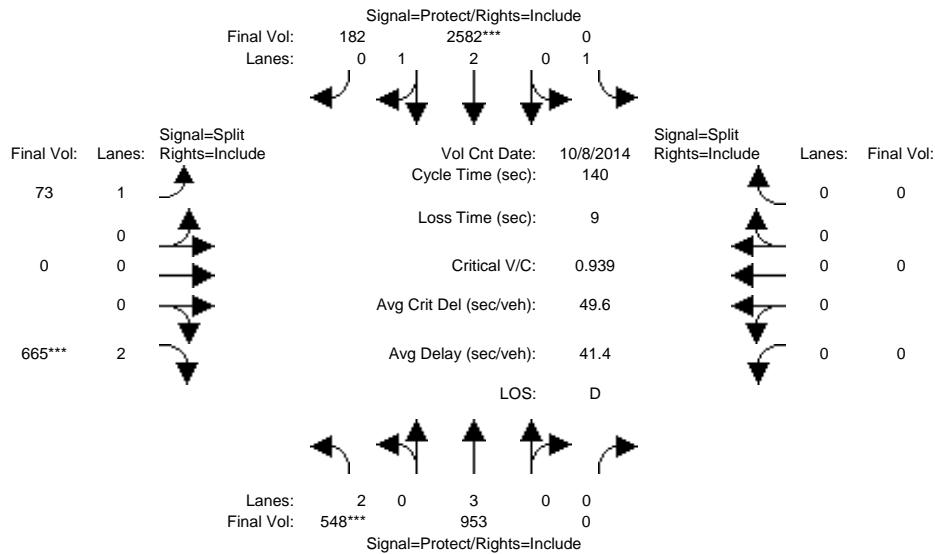 Signal=Protect/Rights=Include
Final Vol: 182 2582*** 0
Lanes: 0 1 2 0 1
Signal=Split
Final Vol: Lanes: Rights=Include
Vol Cnt Date: 10/8/2014
Signal=Split
Rights=Include Lanes: Final Vol:
Cycle Time (sec): 140
73 1
0 0
Loss Time (sec): 9
0
0
0 0
Critical V/C: 0.939
0 0
0
Avg Crit Del (sec/veh): 49.6
0
665*** 2
Avg Delay (sec/veh): 41.4
0 0
LOS: D
Lanes: 2 0 3 0 0
Final Vol: 548*** 953 0
Signal=Protect/Rights=Include